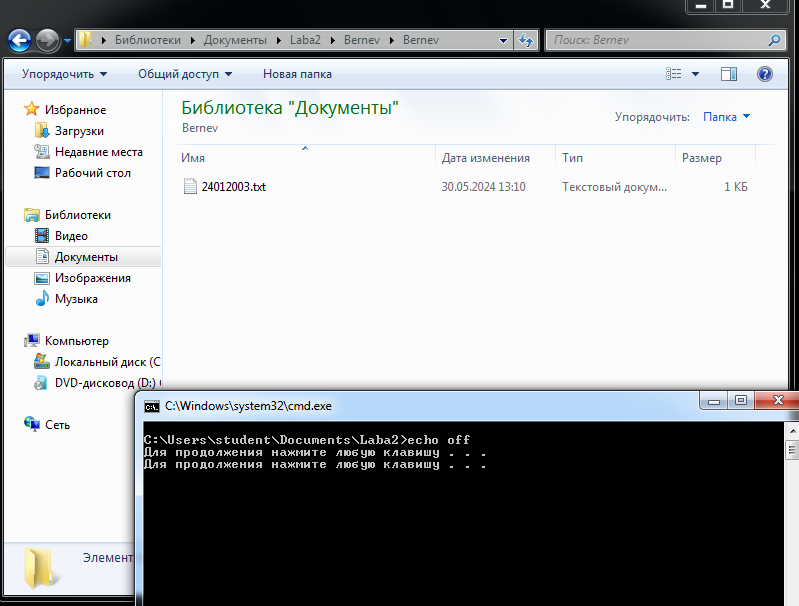 Библиотеки Документы Laba2 Bernev Bernev
Поиск: Bernev
Упорядочить Общий доступ Новая папка
Избранное
Загрузки
Недавние места
Рабочий стол
Библиотеки
Видео
Документы
Изображения
Музыка
Компьютер
Локальный диск (C
DVD-дисковод (D:)
Сеть
Библиотека "Документы"
Bernev
Упорядочить: Папка
Имя Дата изменения Тип Размер
24012003.txt 30.05.2024 13:10 Текстовый докум... 1 КБ
Элемент
C:\Windows\system32\cmd.exe
C:\Users\student\Documents\Laba2>echo off
Для продолжения нажмите любую клавишу . . .
Для продолжения нажмите любую клавишу . . .